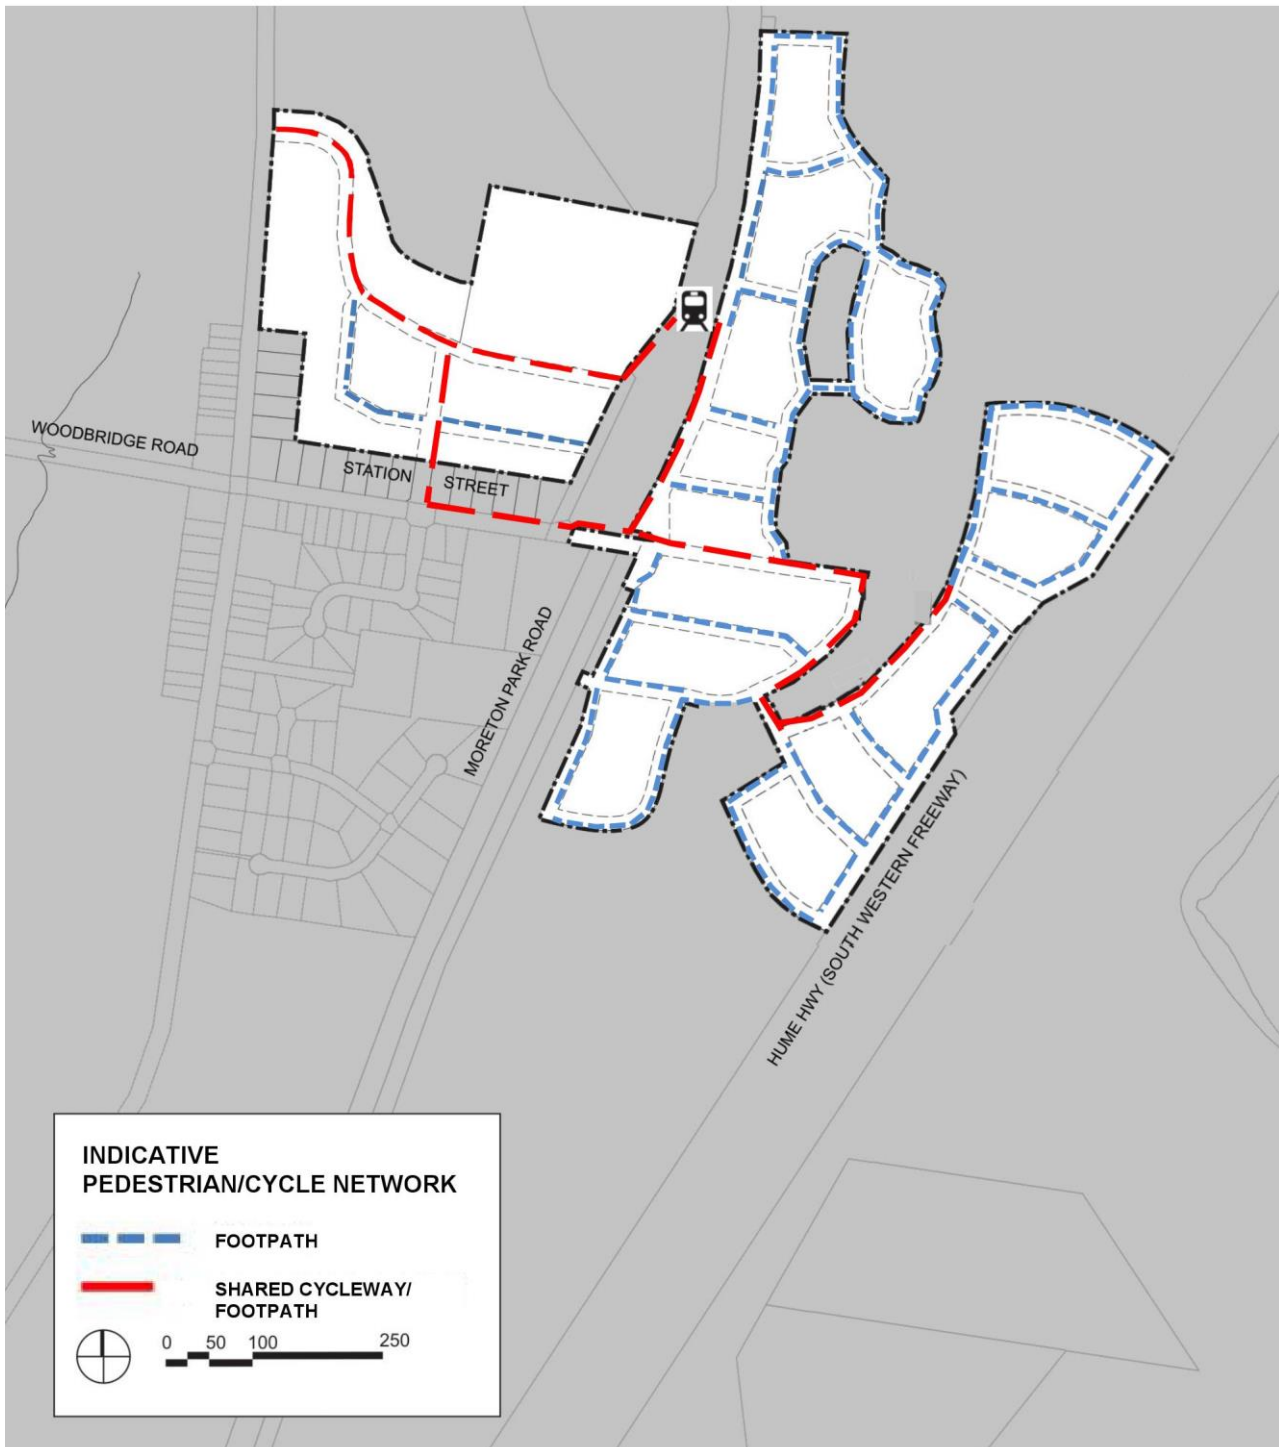 WOODBRIDGE ROAD
STATION STREET
MORETON PARK ROAD
HUME HWY (SOUTH WESTERN FREEWAY)
INDICATIVE
PEDESTRIAN/CYCLE NETWORK
FOOTPATH
SHARED CYCLEWAY/
FOOTPATH
0 50 100 250